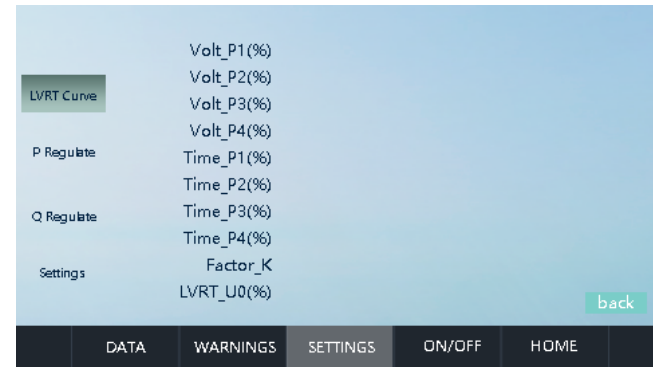 LVRT Curve
P Regulate
Q Regulate
Settings
Volt_P1(%)
Volt_P2(%)
Volt_P3(%)
Volt_P4(%)
Time_P1(%)
Time_P2(%)
Time_P3(%)
Time_P4(%)
Factor_K
LVRT_U0(%)
back
DATA WARNINGS SETTINGS ON/OFF HOME